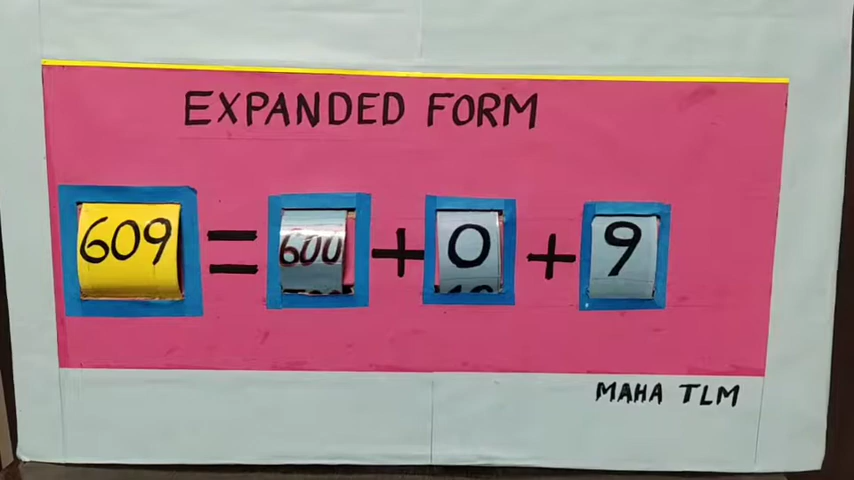 EXPANDED FORM
609 = 600 + 0 + 9
MAHA TLM